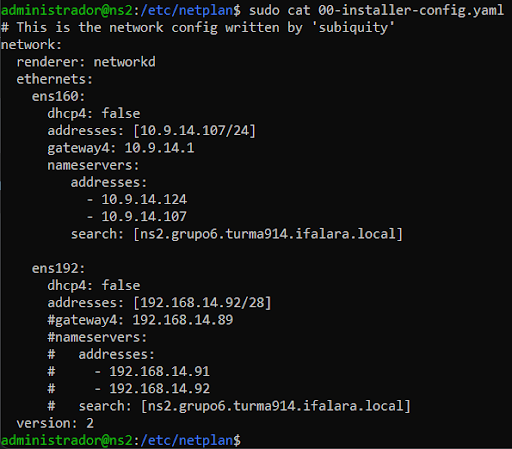 administrador@ns2:/etc/netplan$ sudo cat 00-installer-config.yaml
# This is the network config written by 'subiquity'
network:
  renderer: networkd
  ethernets:
    ens160:
      dhcp4: false
      addresses: [10.9.14.107/24]
      gateway4: 10.9.14.1
      nameservers:
         addresses:
           - 10.9.14.124
           - 10.9.14.107
         search: [ns2.grupo6.turma914.ifalara.local]

    ens192:
      dhcp4: false
      addresses: [192.168.14.92/28]
      #gateway4: 192.168.14.89
      #nameservers:
      #   addresses:
      #     - 192.168.14.91
      #     - 192.168.14.92
      #   search: [ns2.grupo6.turma914.ifalara.local]
  version: 2
administrador@ns2:/etc/netplan$